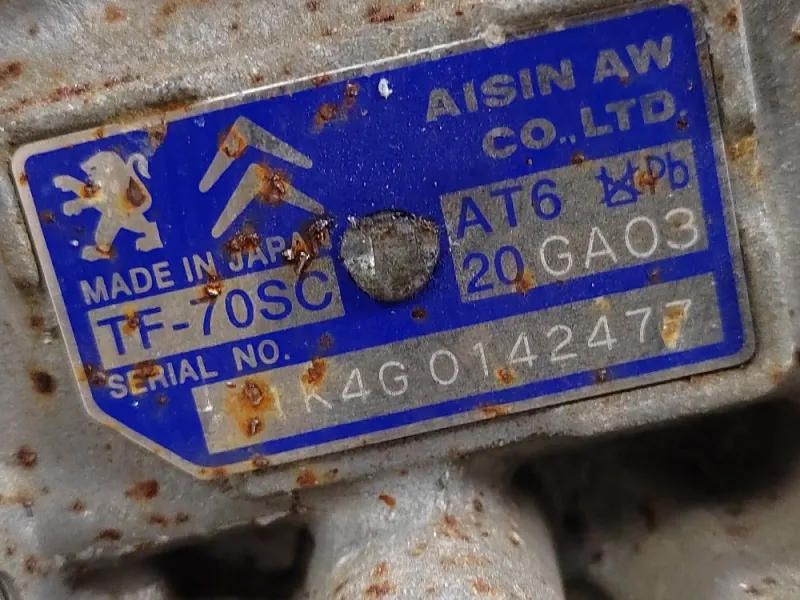 AISIN AW
CO.,LTD.
AT6 Pb
MADE IN JAPAN
20 GA03
TF-70SC
SERIAL NO.
K4G0142477